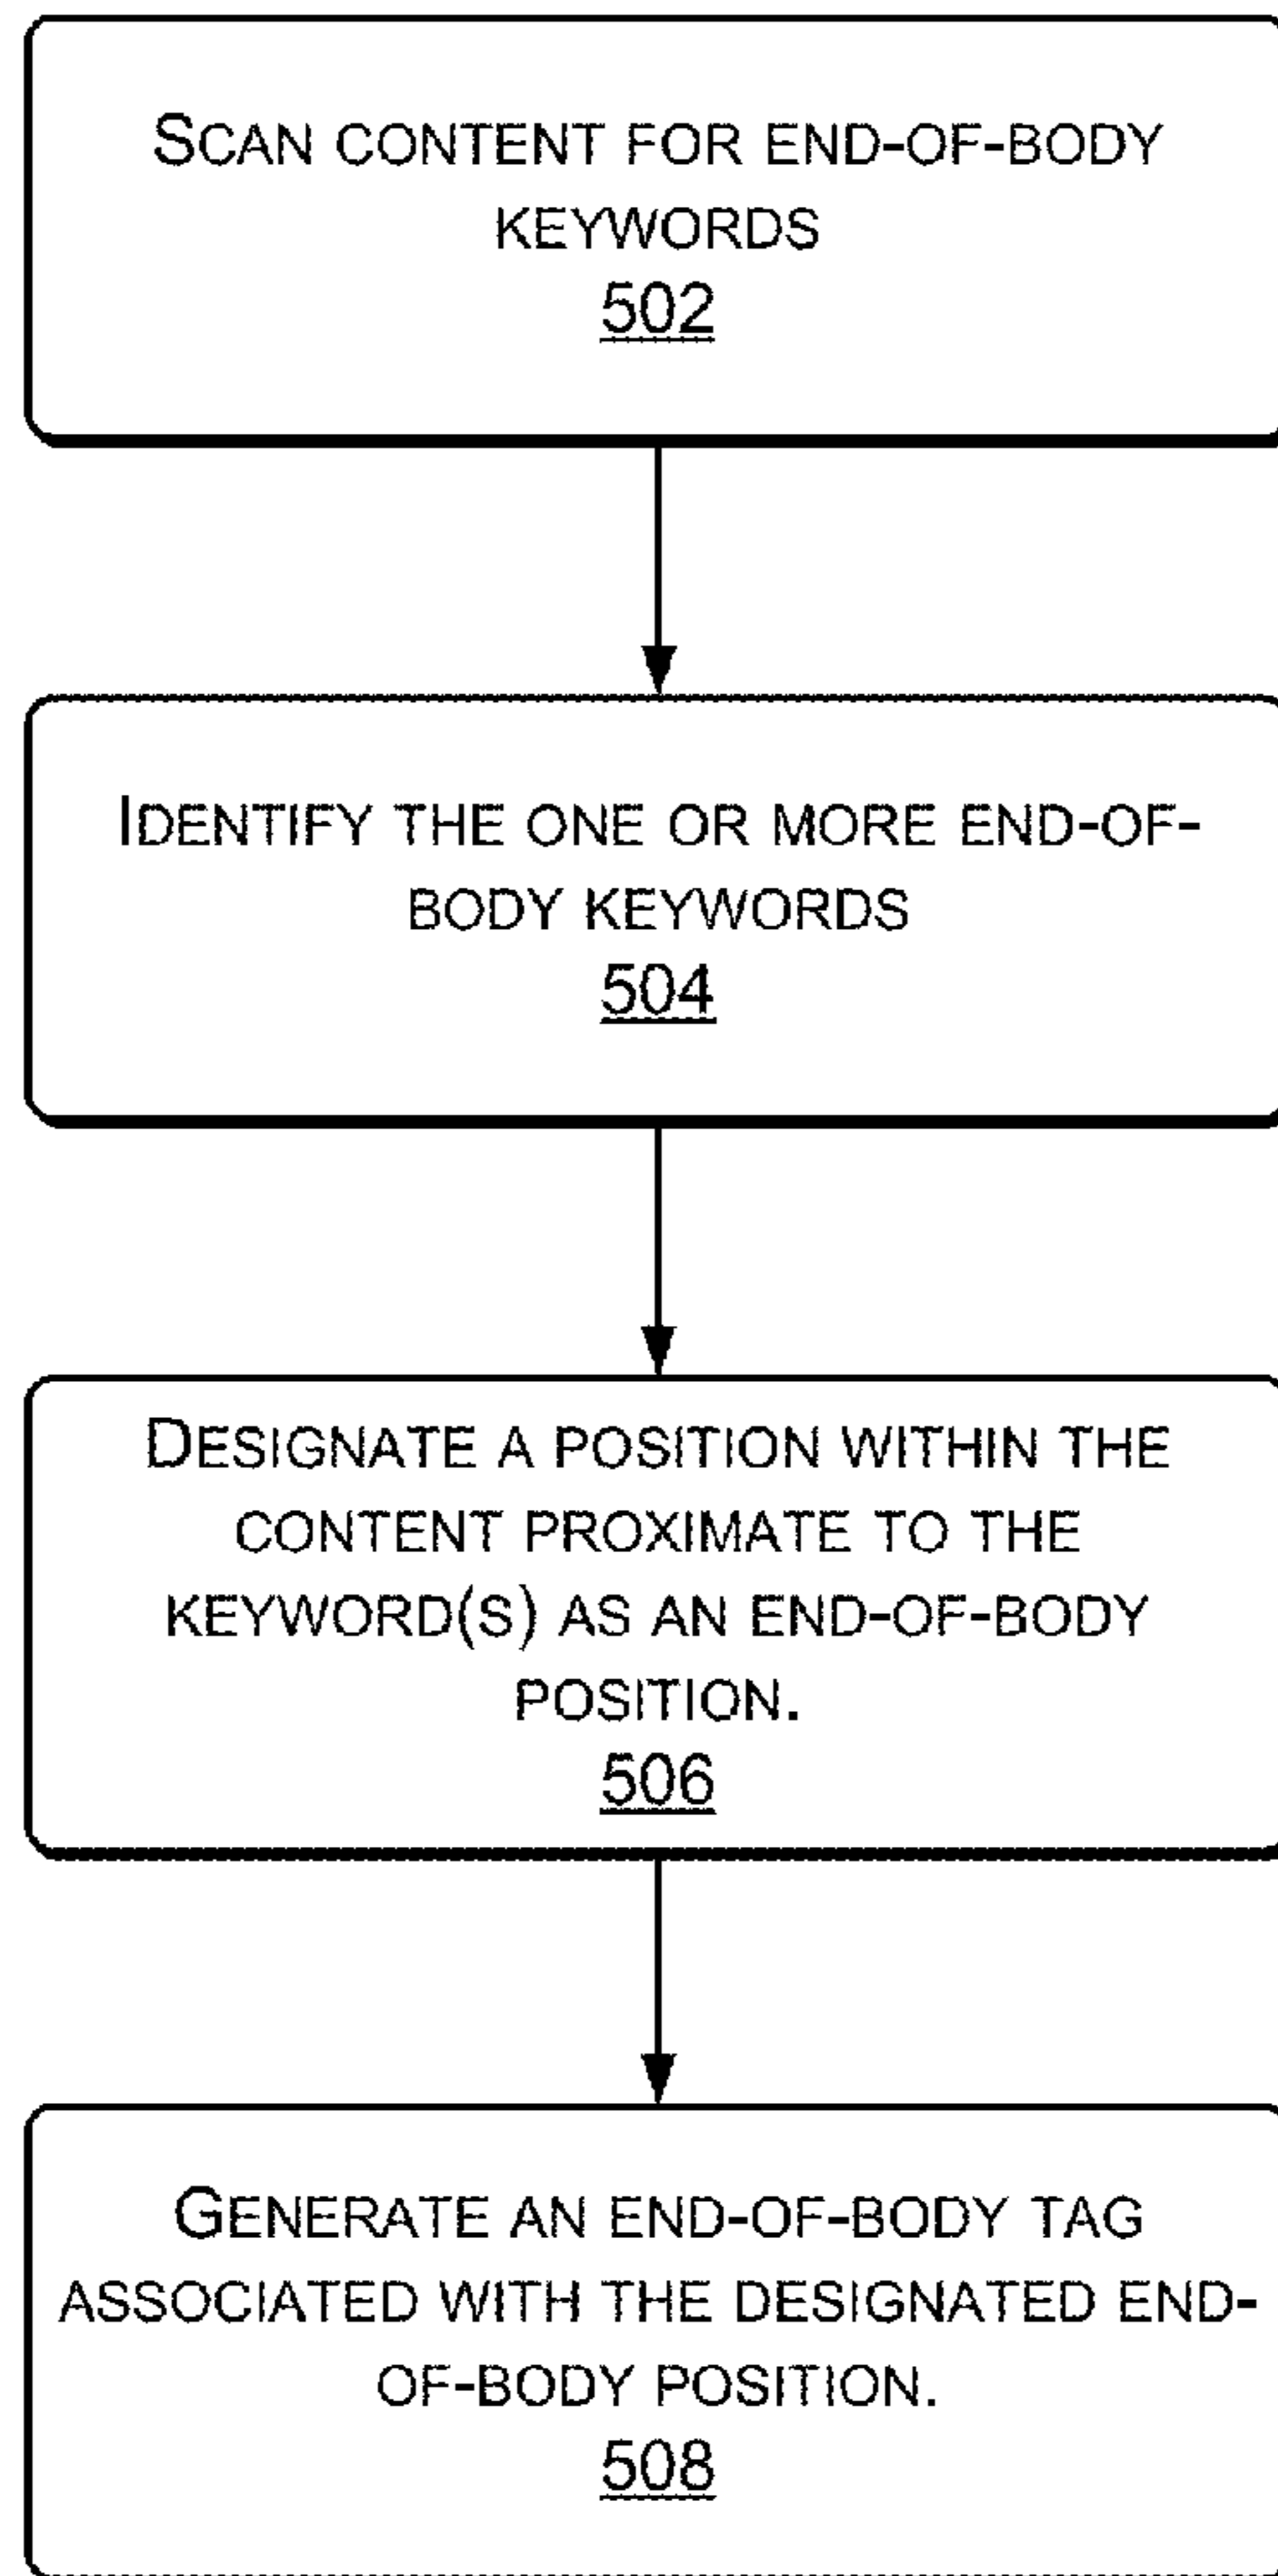 SCAN CONTENT FOR END-OF-BODY
KEYWORDS
502
IDENTIFY THE ONE OR MORE END-OF-
BODY KEYWORDS
504
DESIGNATE A POSITION WITHIN THE
CONTENT PROXIMATE TO THE
KEYWORD(S) AS AN END-OF-BODY
POSITION.
506
GENERATE AN END-OF-BODY TAG
ASSOCIATED WITH THE DESIGNATED END-
OF-BODY POSITION.
508